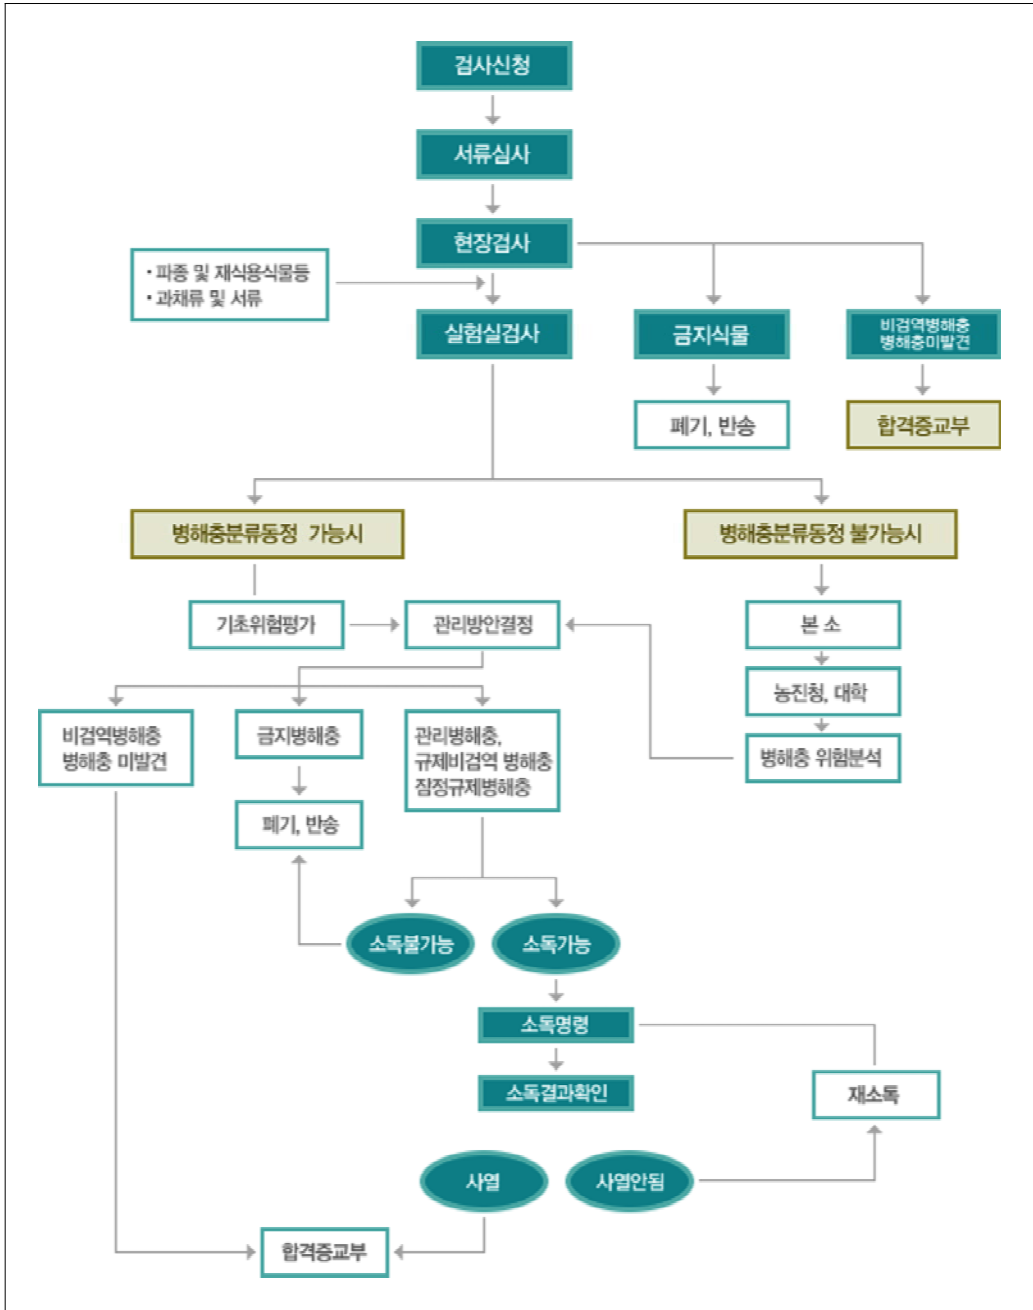 검사신청
서류심사
현장검사
• 파종 및 재식용식물등
• 과채류 및 서류
실험실검사
금지식물
비검역병해충
병해충미발견
폐기, 반송
합격증교부
병해충분류동정 가능시
병해충분류동정 불가능시
기초위험평가
관리방안결정
본 소
농진청, 대학
병해충 위험분석
비검역병해충
병해충 미발견
금지병해충
관리병해충,
규제비검역 병해충
잠정규제병해충
폐기, 반송
소독불가능
소독가능
소독명령
소독결과확인
재소톡
사열
사열안됨
합격증교부